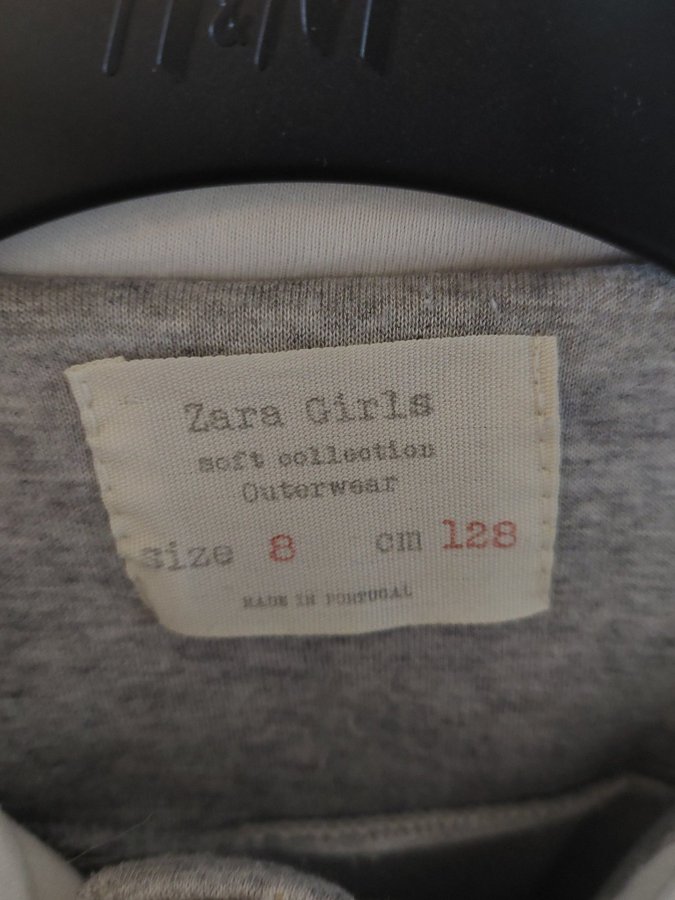 H&M
Zara Girls
soft collection
Outerwear
size 8 cm 128
MADE IN PORTUGAL